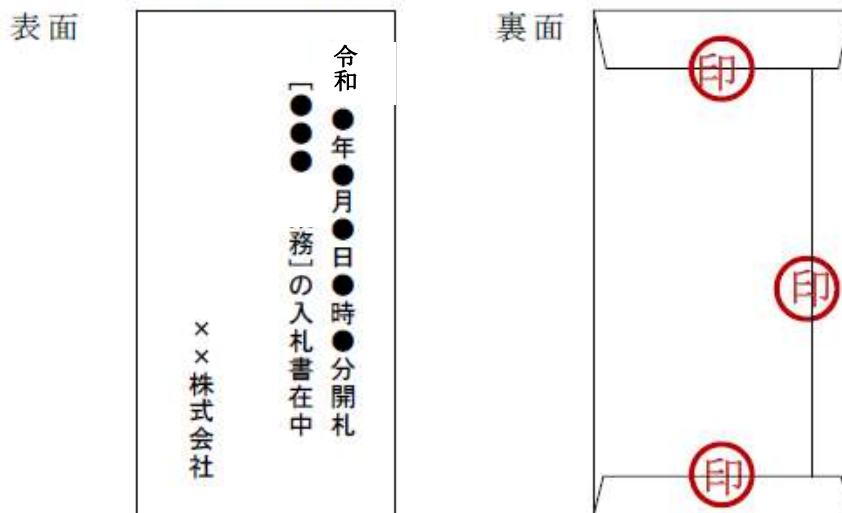 表面
令和 ●年●月●日●時●分開札
[●●● 務]の入札書在中
××株式会社
裏面
印
印
印